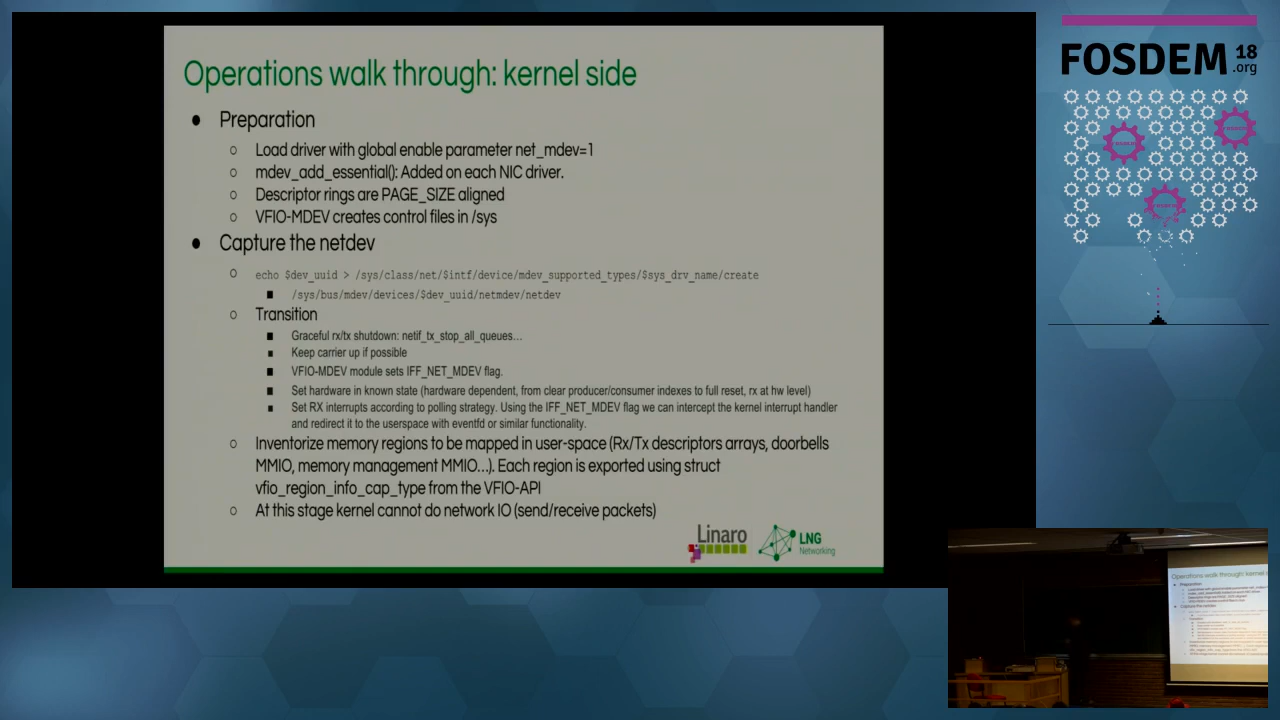 Operations walk through: kernel side
● Preparation
○ Load driver with global enable parameter net_mdev=1
○ mdev_add_essential(): Added on each NIC driver.
○ Descriptor rings are PAGE_SIZE aligned
○ VFIO-MDEV creates control files in /sys
● Capture the netdev
○ echo $dev_uuid > /sys/class/net/$intf/device/mdev_supported_types/$sys_drv_name/create
■ /sys/bus/mdev/devices/$dev_uuid/netmdev/netdev
○ Transition
■ Graceful rx/tx shutdown: netif_tx_stop_all_queues…
■ Keep carrier up if possible
■ VFIO-MDEV module sets IFF_NET_MDEV flag.
■ Set hardware in known state (hardware dependent, from clear producer/consumer indexes to full reset, rx at hw level)
■ Set RX interrupts according to polling strategy. Using the IFF_NET_MDEV flag we can intercept the kernel interrupt handler
and redirect it to the userspace with eventfd or similar functionality.
○ Inventorize memory regions to be mapped in user-space (Rx/Tx descriptors arrays, doorbells
MMIO, memory management MMIO…). Each region is exported using struct
vfio_region_info_cap_type from the VFIO-API
○ At this stage kernel cannot do network IO (send/receive packets)
Linaro
LNG
Networking
FOSDEM 18
.org
Operations walk through: kernel
Preparation
Capture the netdev